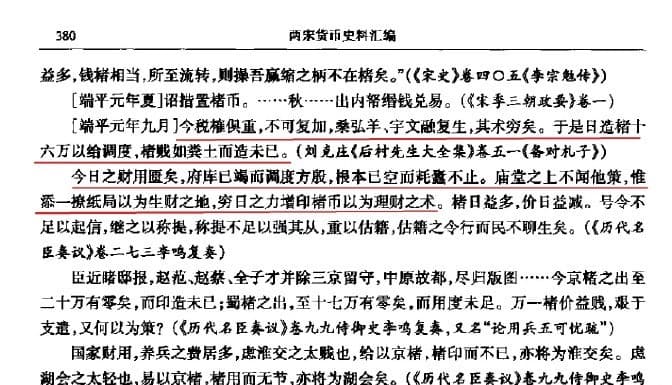 380 两宋货币史料汇编
益多，钱楮相当，所至流转，则操吾赢缩之柄不在楮矣。”(《宋史》卷四〇五《李宗勉传》)
[端平元年夏]诏措置楮币。……秋……出内帑缗钱兑易。(《宋季三朝政要》卷一)
[端平元年九月]今税榷俱重，不可复加，桑弘羊、宇文融复生，其术穷矣。于是日造楮十
六万以给调度，楮贱如粪土而造未已。(刘克庄《后村先生大全集》卷五一《备对札子》)
今日之财用匮矣，府库已竭而调度方殷，根本已空而耗蠹不止。庙堂之上不闻他策，惟
添一撩纸局以为生财之地，穷日之力增印楮币以为理财之术。楮日益多，价日益减。号令不
足以起信，继之以称提，称提不足以强其从，重以估籍，估籍之令行而民不聊生矣。(《历代名
臣奏议》卷二七三李鸣复奏)
臣近睹邸报，赵范、赵葵、全子才并除三京留守，中原故都，尽归版图……今京楮之出至
二十万有零矣，而印造未已；蜀楮之出，至十七万有零矣，而用度未足。万一楮价益贱，艰于
支遣，又何以为策？(《历代名臣奏议》卷九九侍御史李鸣复奏，又名“论用兵五可忧疏”)
国家财用，养兵之费居多，虑淮交之太贱也，给以京楮，楮印而不已，亦将为淮交矣。虑
湖会之太轻也，易以京楮，楮用而无节，亦将为湖会矣。(《历代名臣奏议》卷九九侍御史李鸣